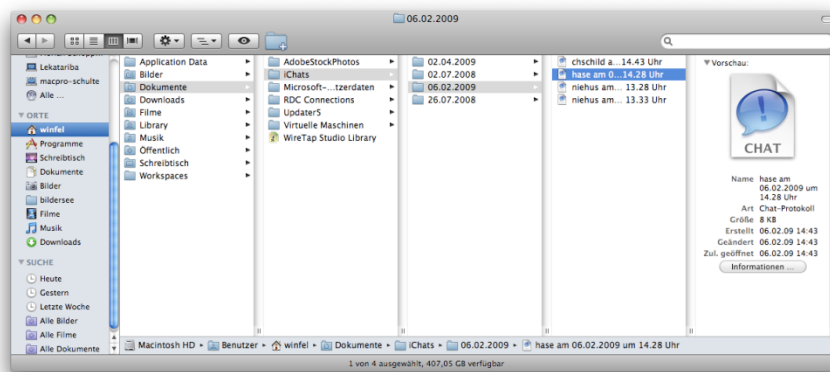 06.02.2009
Lekatariba
macpro-schulte
Alle ...
ORTE
winfel
Programme
Schreibtisch
Dokumente
Bilder
bildersee
Filme
Musik
Downloads
SUCHE
Heute
Gestern
Letzte Woche
Alle Bilder
Alle Filme
Alle Dokumente
Application Data
Bilder
Dokumente
Downloads
Filme
Library
Musik
Öffentlich
Schreibtisch
Workspaces
AdobeStockPhotos
iChats
Microsoft-...tzerdaten
RDC Connections
Updater5
Virtuelle Maschinen
WireTap Studio Library
02.04.2009
02.07.2008
06.02.2009
26.07.2008
chschild a...14.43 Uhr
hase am 0...14.28 Uhr
niehus am... 13.28 Uhr
niehus am... 13.33 Uhr
Vorschau:
CHAT
Name hase am
06.02.2009 um
14.28 Uhr
Art Chat-Protokoll
Größe 8 KB
Erstellt 06.02.09 14:43
Geändert 06.02.09 14:43
Zul. geöffnet 06.02.09 14:43
Informationen ...
Macintosh HD ▸ Benutzer ▸ winfel ▸ Dokumente ▸ iChats ▸ 06.02.2009 ▸ hase am 06.02.2009 um 14.28 Uhr
1 von 4 ausgewählt, 407,05 GB verfügbar